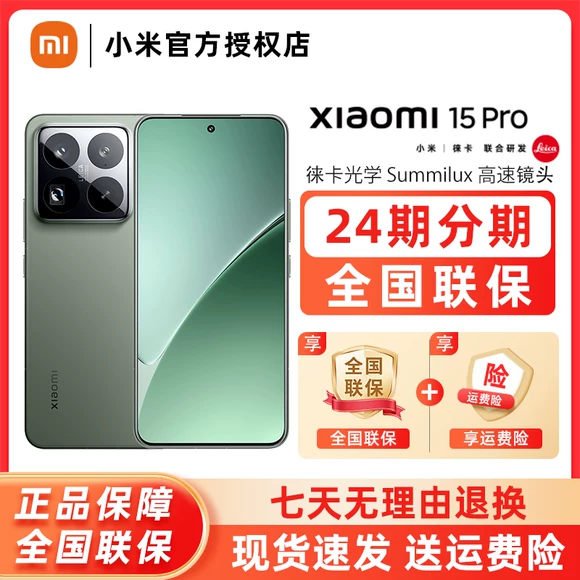 小米官方授权店
xiaomi 15 Pro
小米 | 徕卡 联合研发 Leica
徕卡光学 Summilux 高速镜头
24期分期
全国联保
享
全国
联保
全国联保
+
享
险
运费险
享运费险
xiaomi
正品保障
全国联保
七天无理由退换
现货速发 送运费险